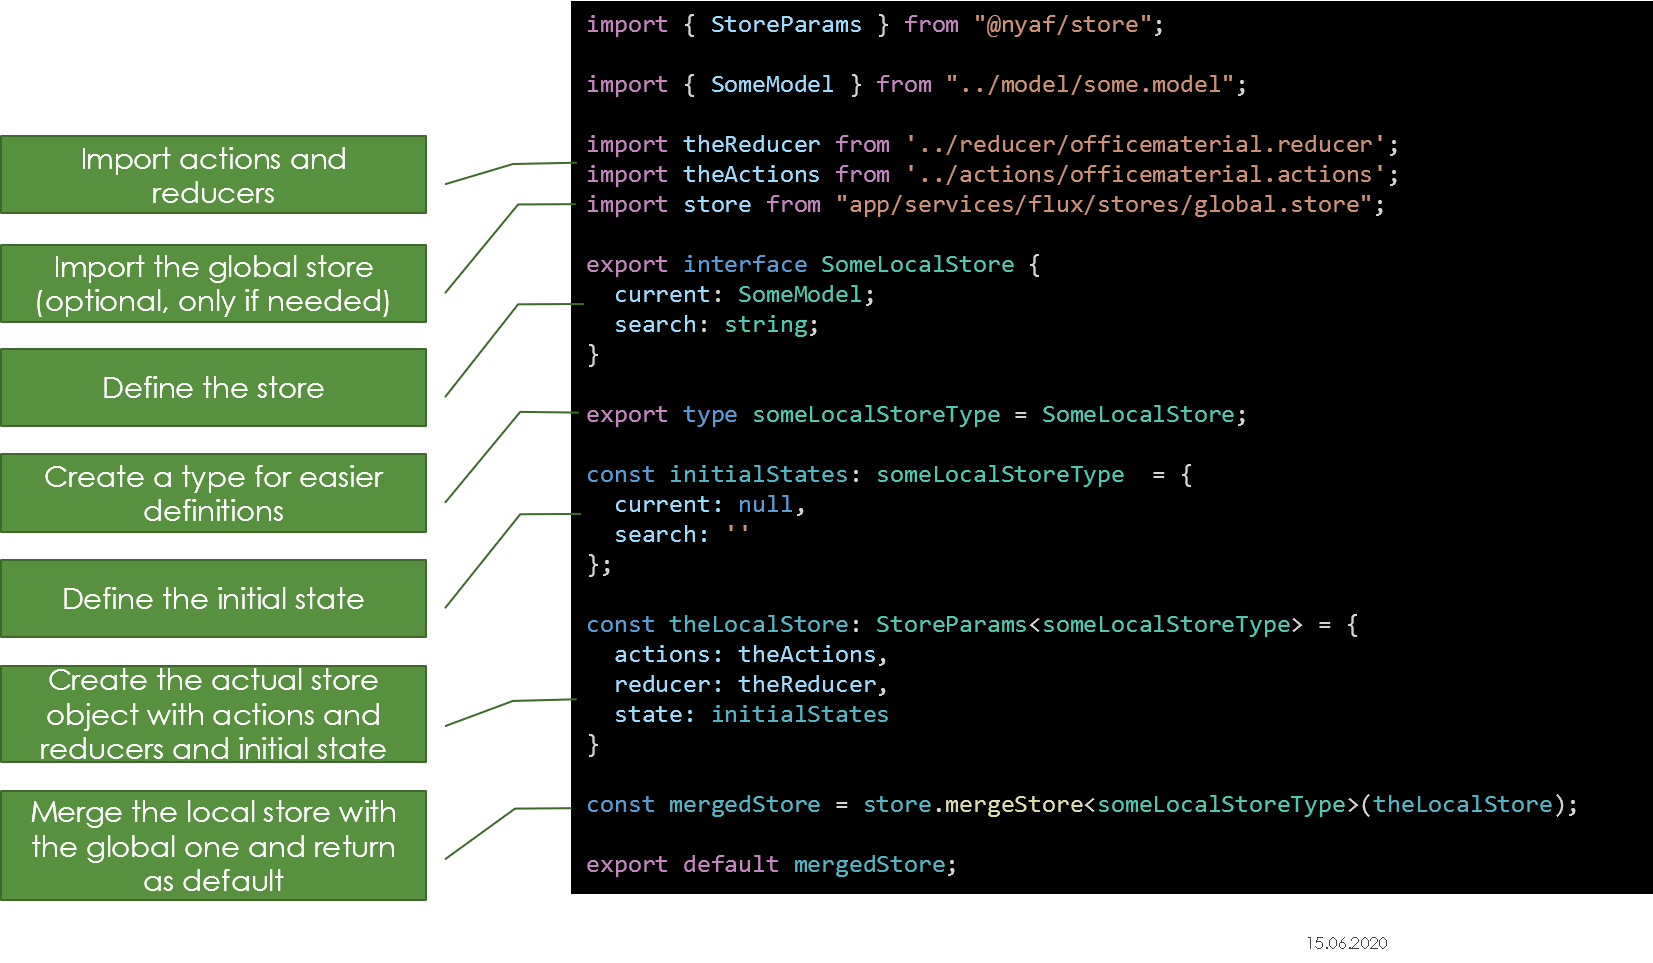 Import actions and
reducers
Import the global store
(optional, only if needed)
Define the store
Create a type for easier
definitions
Define the initial state
Create the actual store
object with actions and
reducers and initial state
Merge the local store with
the global one and return
as default
import { StoreParams } from "@nyaf/store";
import { SomeModel } from "../model/some.model";
import theReducer from '../reducer/officematerial.reducer';
import theActions from '../actions/officematerial.actions';
import store from "app/services/flux/stores/global.store";
export interface SomeLocalStore {
  current: SomeModel;
  search: string;
}
export type someLocalStoreType = SomeLocalStore;
const initialStates: someLocalStoreType  = {
  current: null,
  search: ''
};
const theLocalStore: StoreParams<someLocalStoreType> = {
  actions: theActions,
  reducer: theReducer,
  state: initialStates
}
const mergedStore = store.mergeStore<someLocalStoreType>(theLocalStore);
export default mergedStore;
15.06.2020